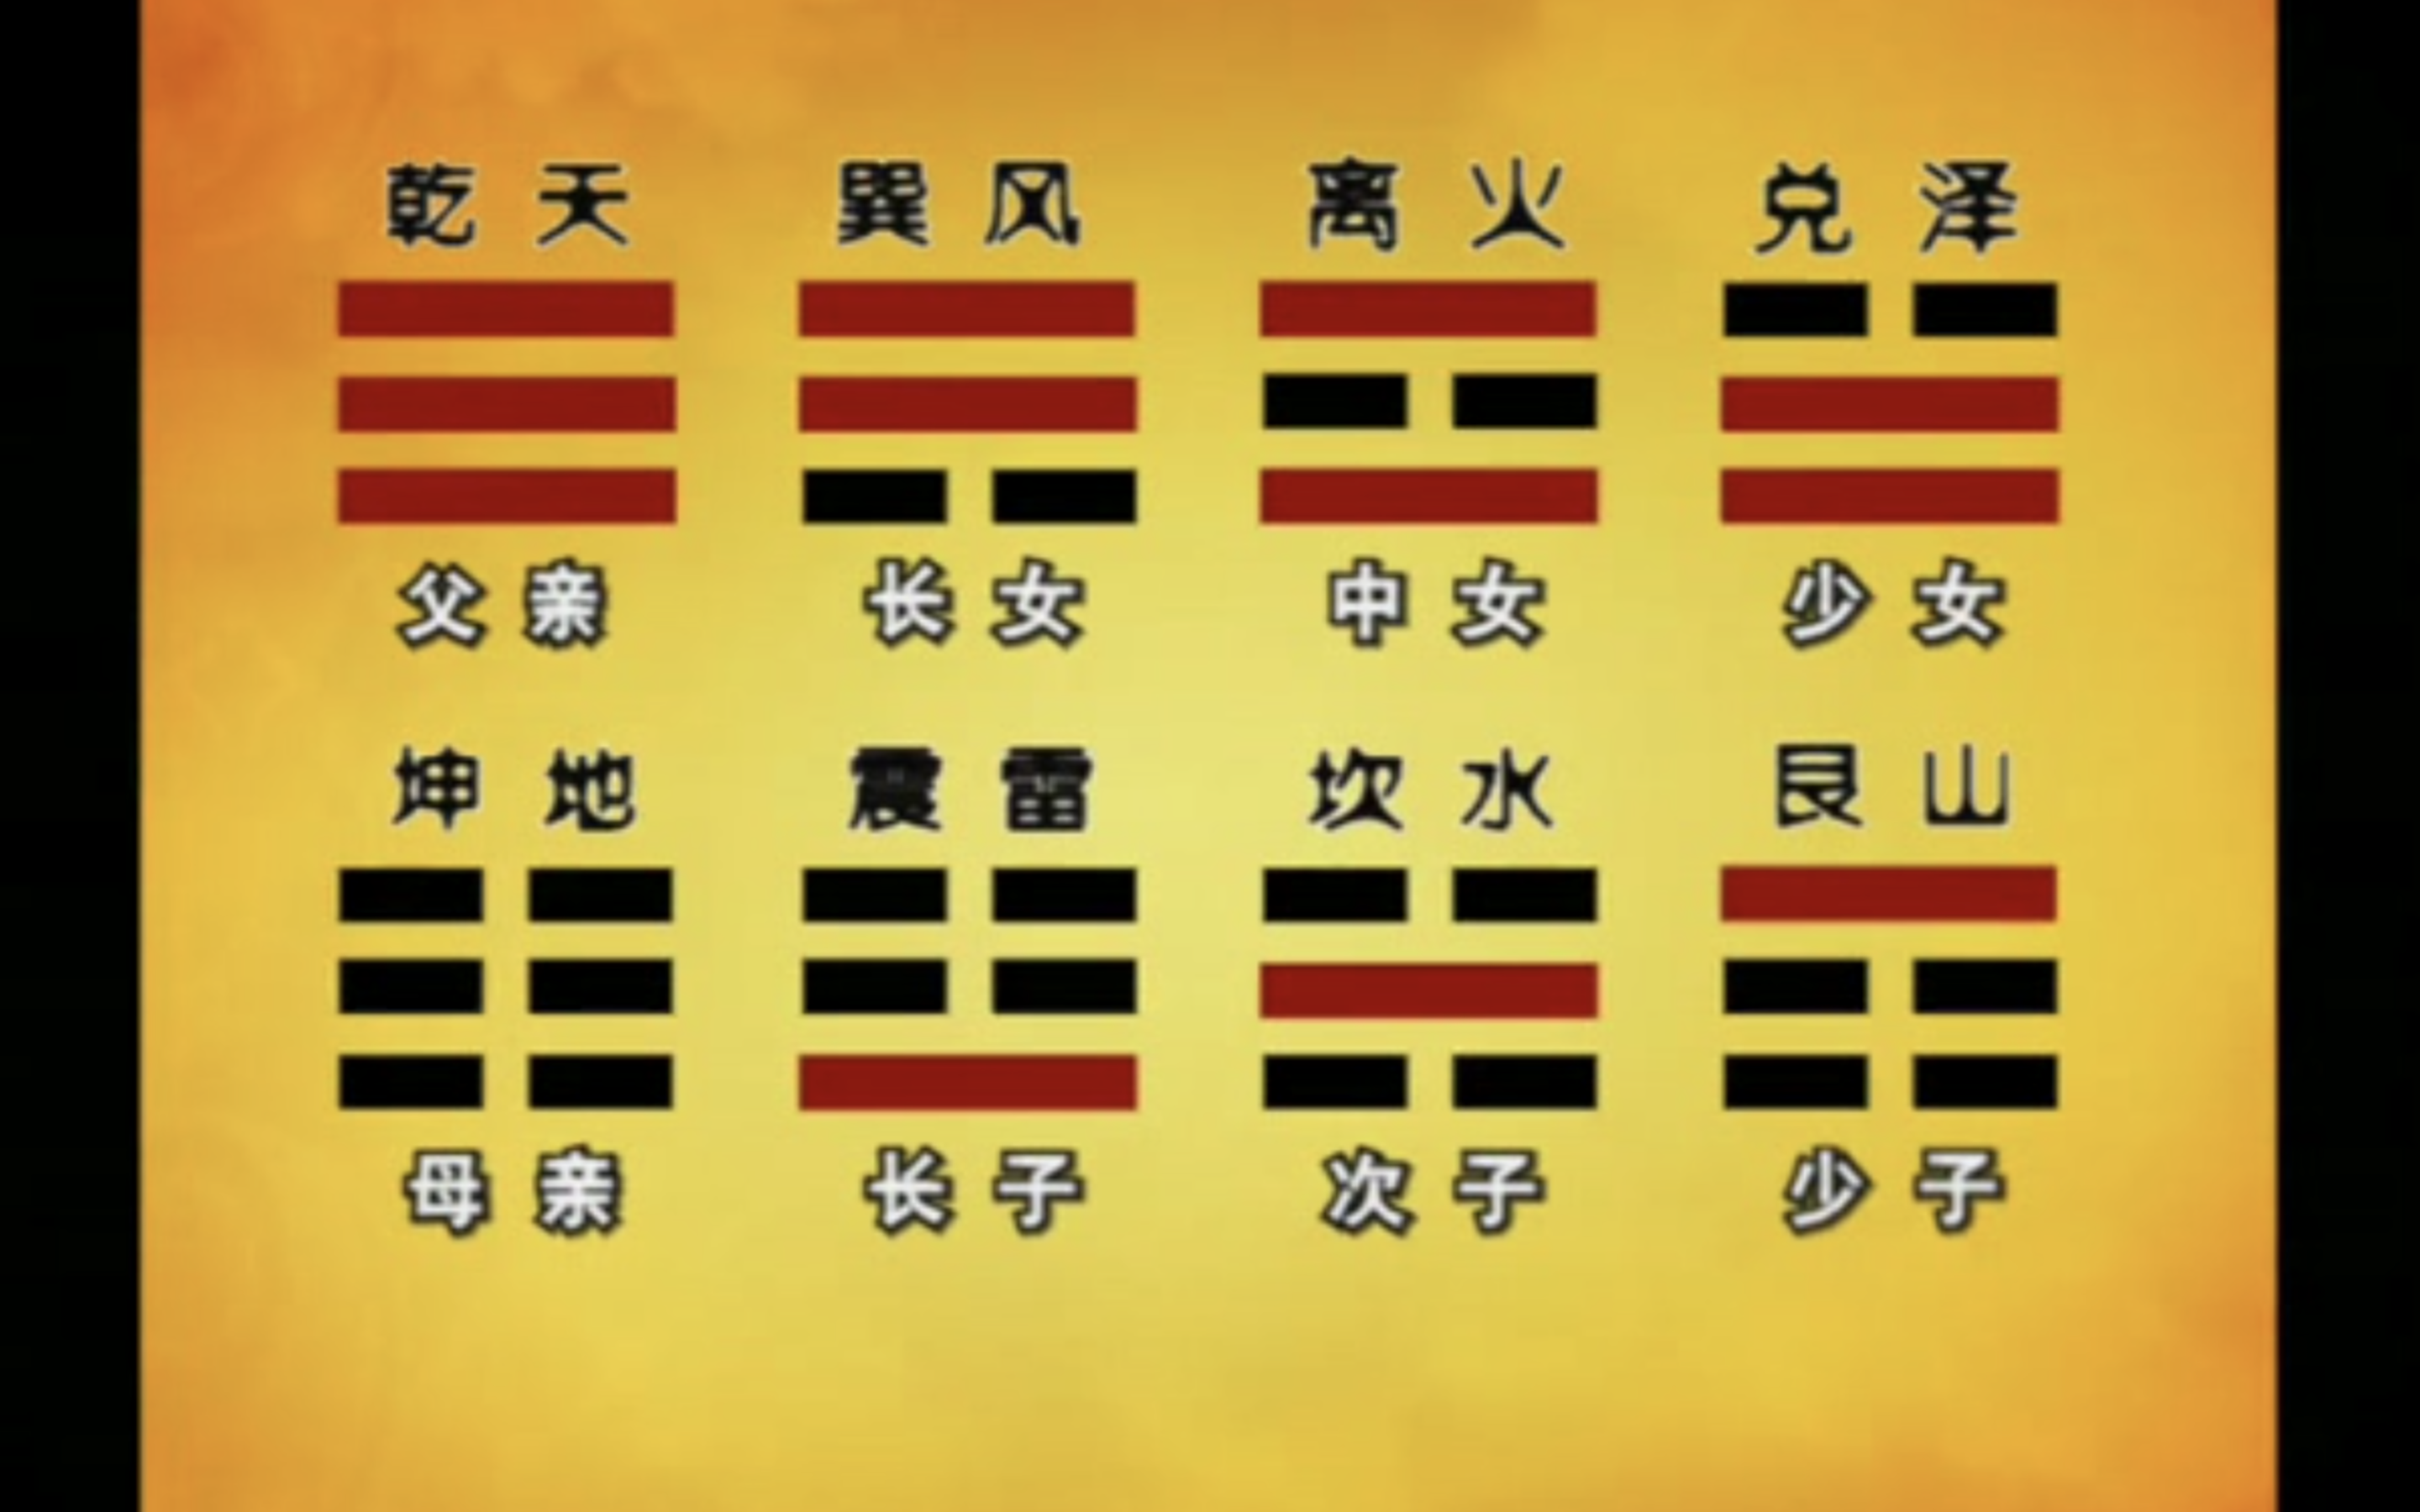 乾天 巽风 离火 兑泽
父亲 长女 中女 少女
坤地 震雷 坎水 艮山
母亲 长子 次子 少子